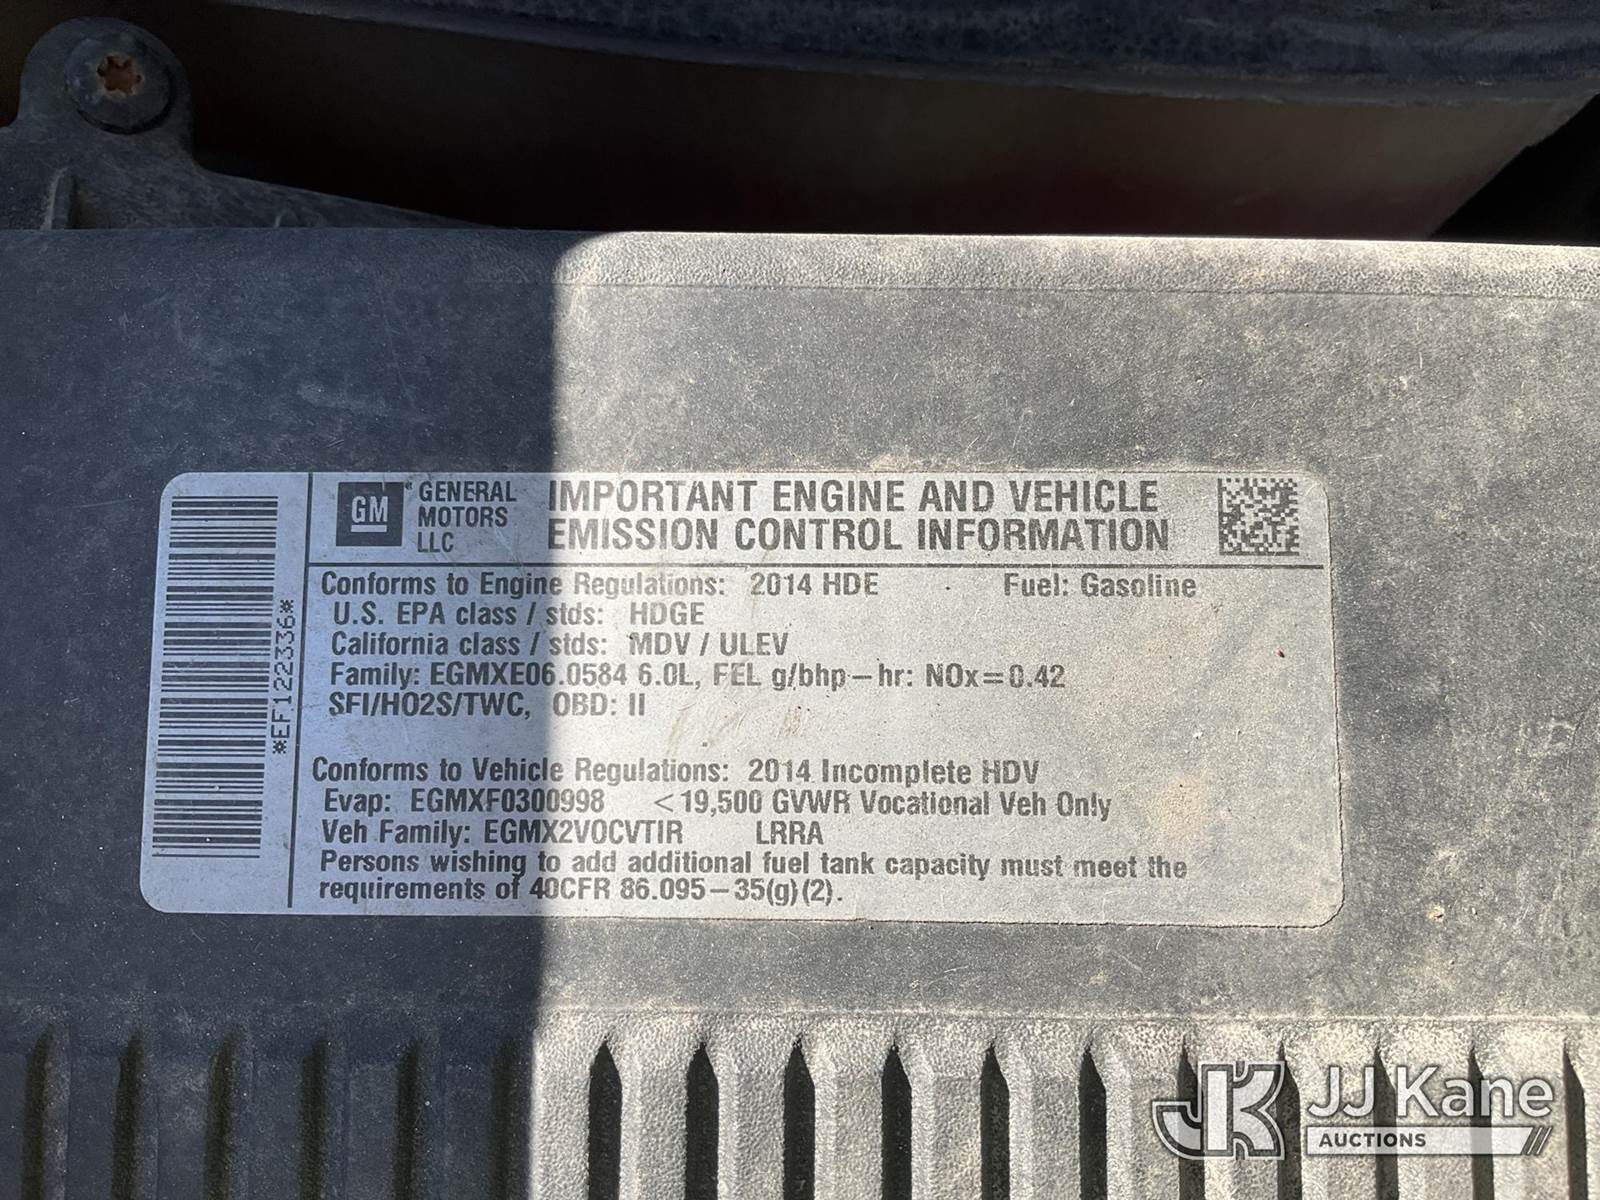 *EF122336*
GM
GENERAL
MOTORS
LLC
IMPORTANT ENGINE AND VEHICLE
EMISSION CONTROL INFORMATION
Conforms to Engine Regulations: 2014 HDE Fuel: Gasoline
U.S. EPA class / stds: HDGE
California class / stds: MDV / ULEV
Family: EGMXE06.0584 6.0L, FEL g/bhp-hr: NOx=0.42
SFI/HO2S/TWC, OBD: II
Conforms to Vehicle Regulations: 2014 Incomplete HDV
Evap: EGMXF0300998 <19,500 GVWR Vocational Veh Only
Veh Family: EGMX2V0CVTIR LRRA
Persons wishing to add additional fuel tank capacity must meet the
requirements of 40CFR 86.095-35(g)(2).
JK JJ Kane
AUCTIONS